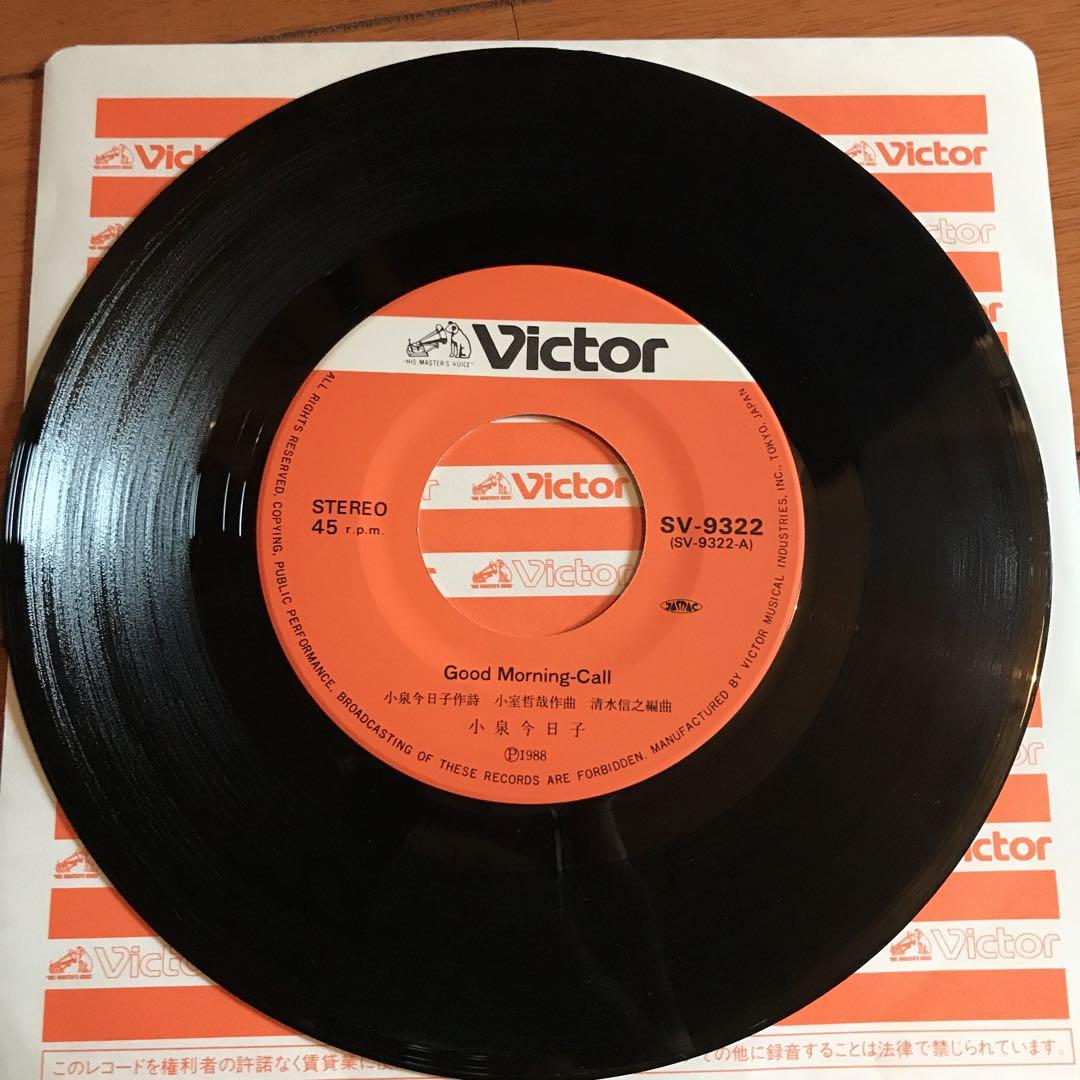 Victor
Victor
"HIS MASTER'S VOICE"
Victor
STEREO
45 r.p.m.
SV-9322
(SV-9322-A)
JASRAC
Victor
Victor
Good Morning-Call
小泉今日子作詩 小室哲哉作曲 清水信之編曲
小泉今日子
Ⓟ1988
ALL RIGHTS RESERVED, COPYING, PUBLIC PERFORMANCE, BROADCASTING OF THESE RECORDS ARE FORBIDDEN. MANUFACTURED BY VICTOR MUSICAL INDUSTRIES, INC., TOKYO, JAPAN
Victor
このレコードを権利者の許諾なく賃貸業に
の他に録音することは法律で禁じられています。